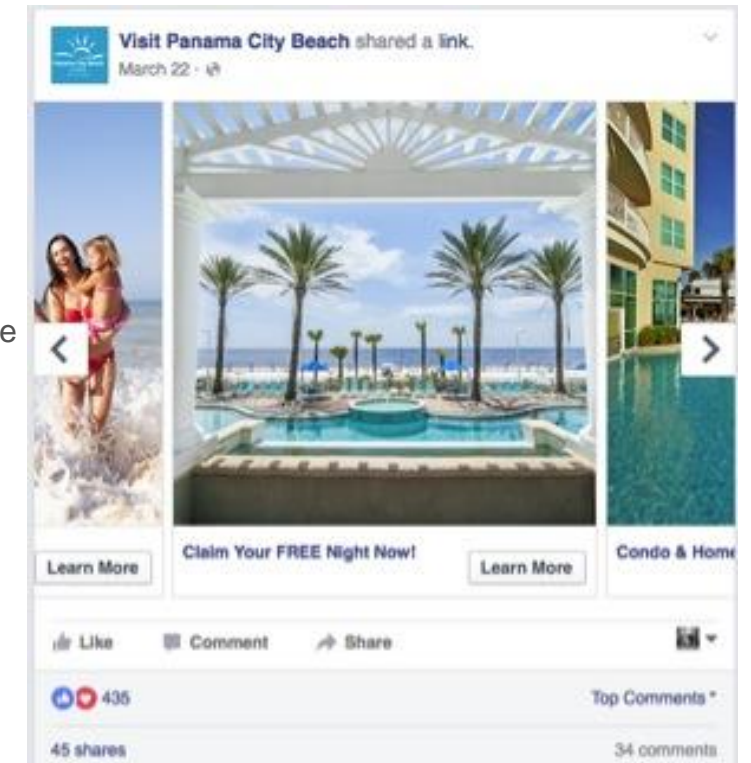 Visit Panama City Beach shared a link.
March 22 ·
e
Learn More
Claim Your FREE Night Now!
Learn More
Condo & Home
Like
Comment
Share
435
Top Comments
45 shares
34 comments